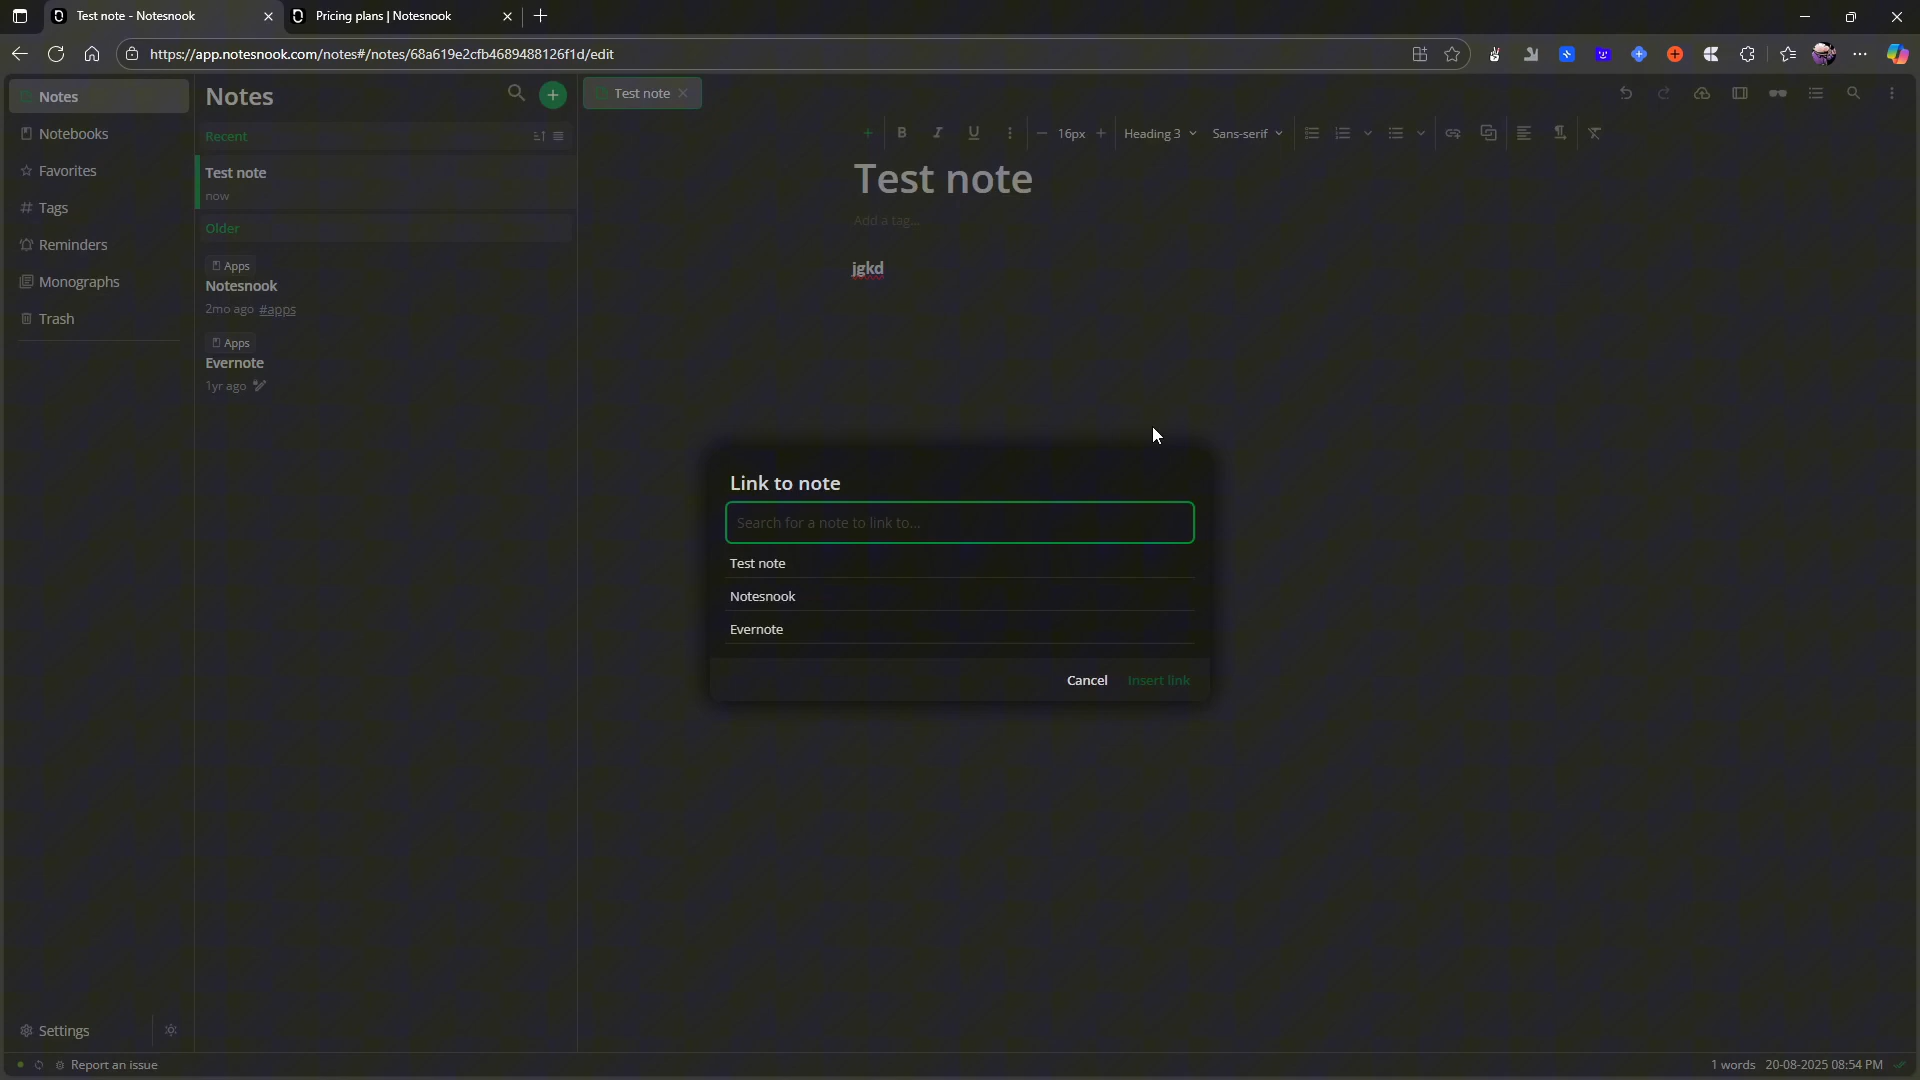 Test note - Notesnook
Pricing plans | Notesnook
https://app.notesnook.com/notes#/notes/68a619e2cfb4689488126f1d/edit
Notes
Notebooks
Favorites
Tags
Reminders
Monographs
Trash
Settings
Report an issue
Notes
Recent
Test note
now
Older
Apps
Notesnook
2mo ago #apps
Apps
Evernote
1yr ago
Test note
B I U 16px Heading 3 Sans-serif
Test note
Add a tag...
jgkd
Link to note
Search for a note to link to...
Test note
Notesnook
Evernote
Cancel Insert link
1 words 20-08-2025 08:54 PM